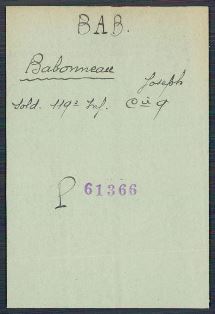 BAB.
Babonneau
Joseph
Sold. 119e Inf. Cie 9
P 61366